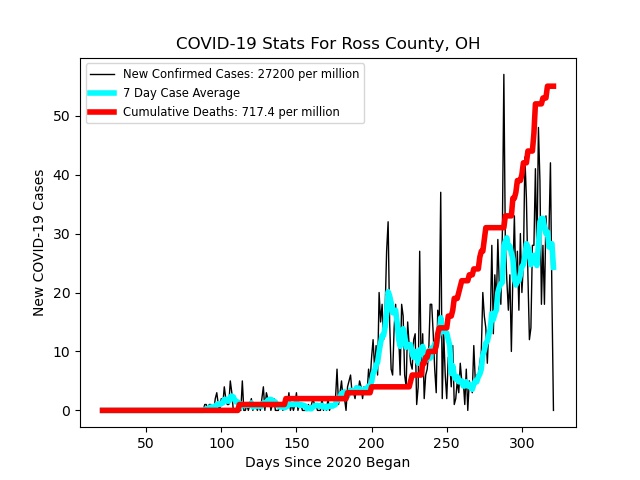 COVID-19 Stats For Ross County, OH
New Confirmed Cases: 27200 per million
7 Day Case Average
Cumulative Deaths: 717.4 per million
New COVID-19 Cases
50
40
30
20
10
0
50 100 150 200 250 300
Days Since 2020 Began